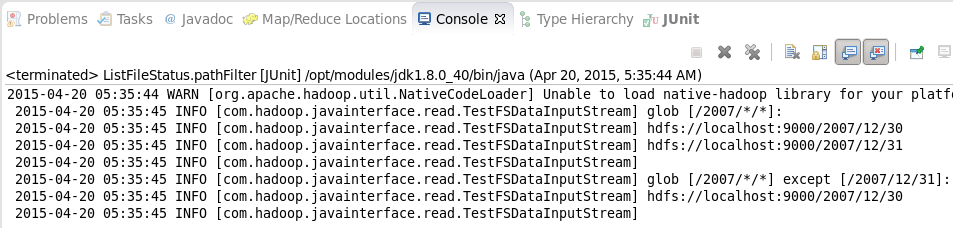 Problems Tasks Javadoc Map/Reduce Locations Console Type Hierarchy JUnit
<terminated> ListFileStatus.pathFilter [JUnit] /opt/modules/jdk1.8.0_40/bin/java (Apr 20, 2015, 5:35:44 AM)
2015-04-20 05:35:44 WARN [org.apache.hadoop.util.NativeCodeLoader] Unable to load native-hadoop library for your platf
2015-04-20 05:35:45 INFO [com.hadoop.javainterface.read.TestFSDataInputStream] glob [/2007/*/*]:
2015-04-20 05:35:45 INFO [com.hadoop.javainterface.read.TestFSDataInputStream] hdfs://localhost:9000/2007/12/30
2015-04-20 05:35:45 INFO [com.hadoop.javainterface.read.TestFSDataInputStream] hdfs://localhost:9000/2007/12/31
2015-04-20 05:35:45 INFO [com.hadoop.javainterface.read.TestFSDataInputStream]
2015-04-20 05:35:45 INFO [com.hadoop.javainterface.read.TestFSDataInputStream] glob [/2007/*/*] except [/2007/12/31]:
2015-04-20 05:35:45 INFO [com.hadoop.javainterface.read.TestFSDataInputStream] hdfs://localhost:9000/2007/12/30
2015-04-20 05:35:45 INFO [com.hadoop.javainterface.read.TestFSDataInputStream]